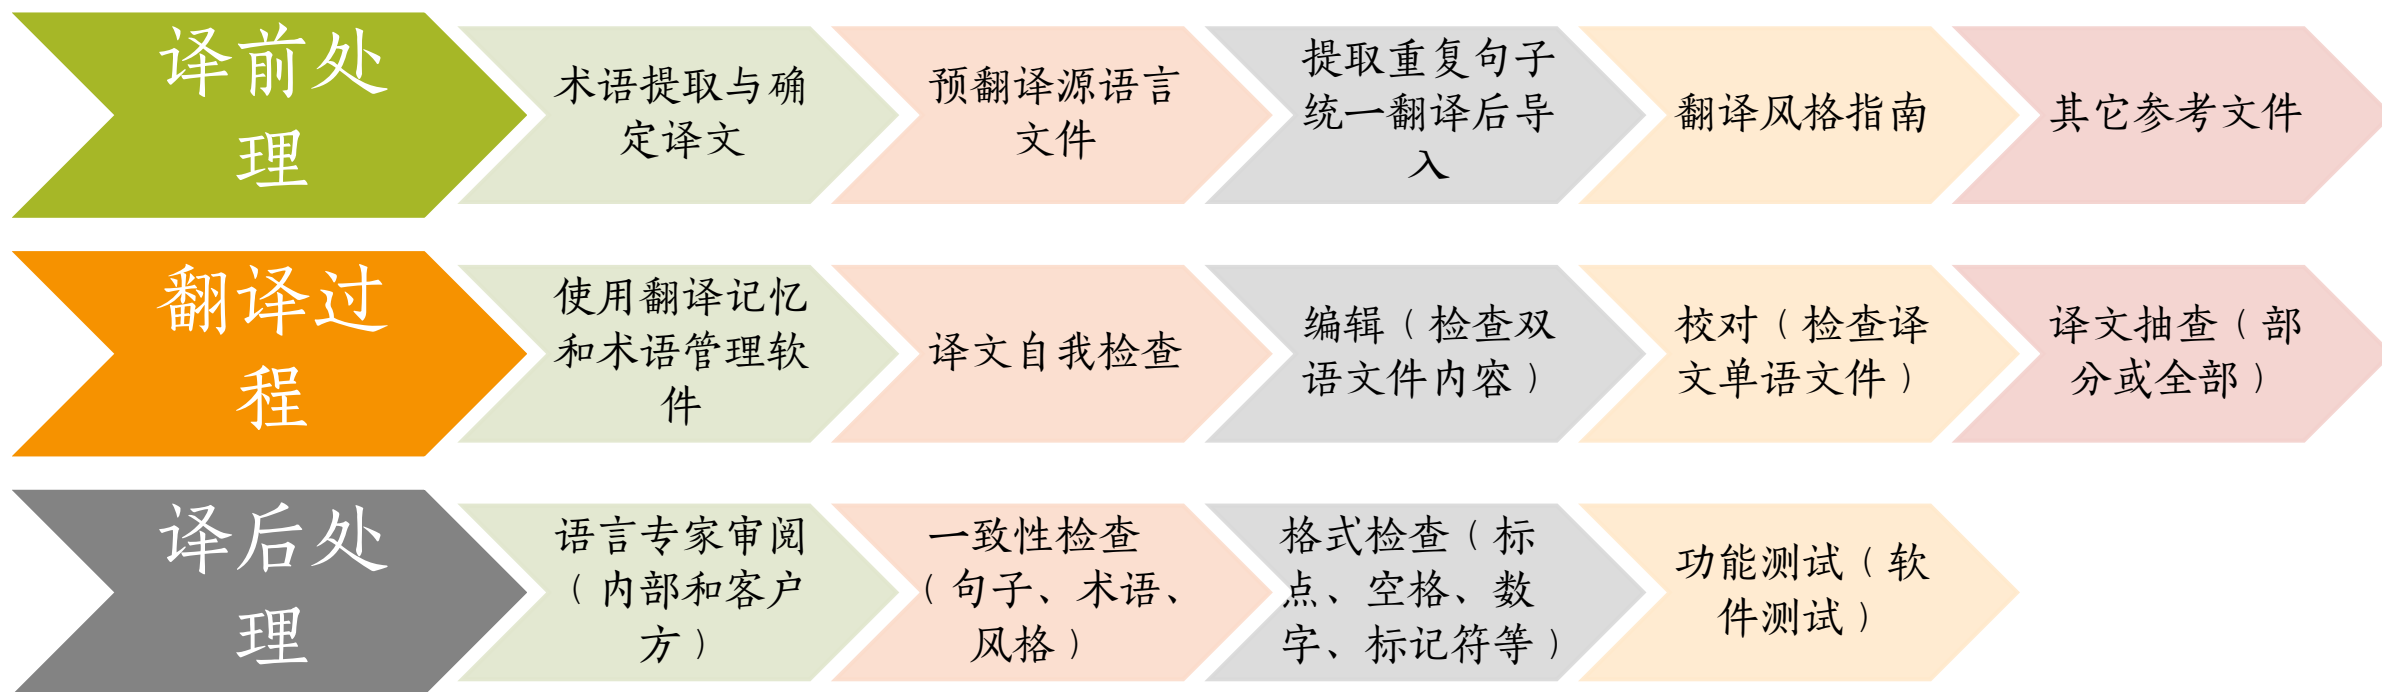 译前处
理
术语提取与确
定译文
预翻译源语言
文件
提取重复句子
统一翻译后导
入
翻译风格指南
其它参考文件
翻译过
程
使用翻译记忆
和术语管理软
件
译文自我检查
编辑（检查双
语文件内容）
校对（检查译
文单语文件）
译文抽查（部
分或全部）
译后处
理
语言专家审阅
（内部和客户
方）
一致性检查
（句子、术语、
风格）
格式检查（标
点、空格、数
字、标记符等）
功能测试（软
件测试）